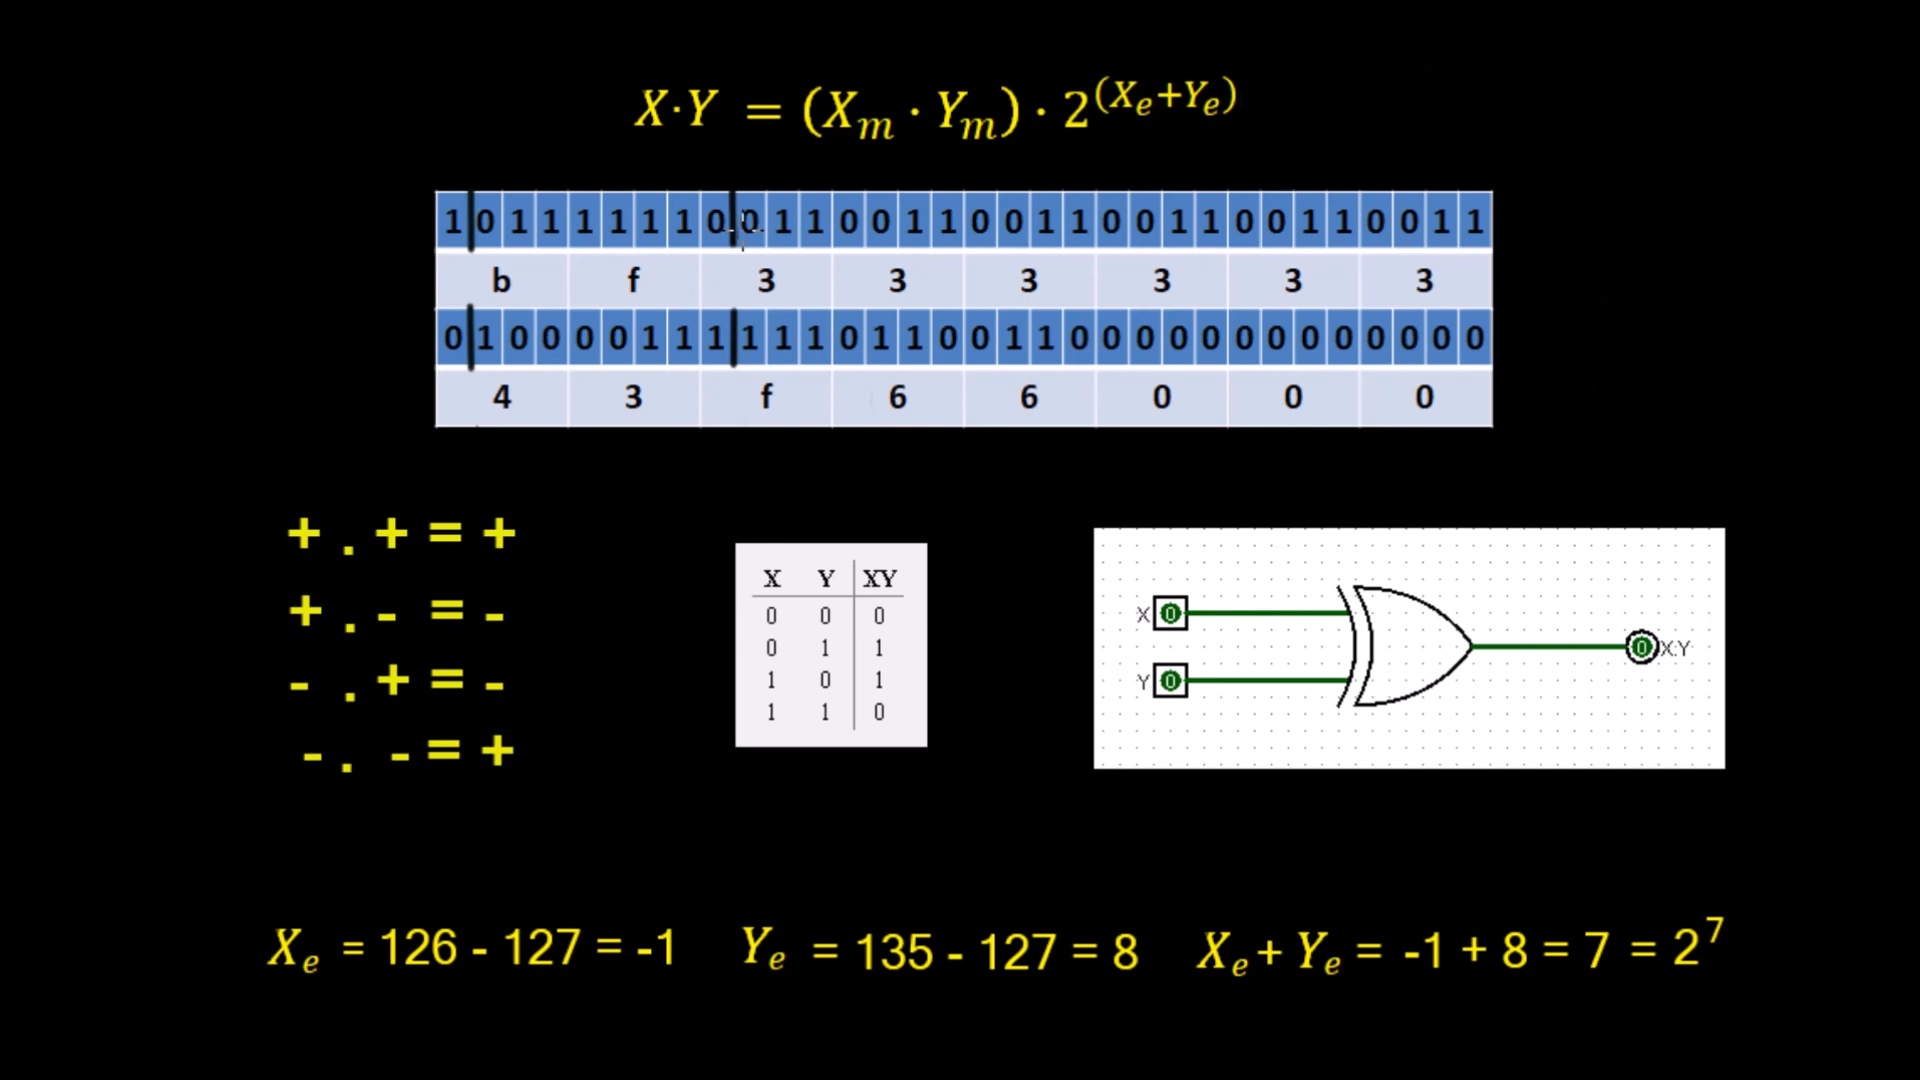 X·Y = (Xₘ · Yₘ) · 2^(Xₑ+Yₑ)
1 0 1 1 1 1 1 1 0 0 1 1 0 0 1 1 0 0 1 1 0 0 1 1 0 0 1 1 0 0 1 1
b f 3 3 3 3 3 3
0 1 0 0 0 0 1 1 1 1 1 1 0 1 1 0 0 1 1 0 0 0 0 0 0 0 0 0 0 0 0 0
4 3 f 6 6 0 0 0
+ . + = +
+ . - = -
- . + = -
- . - = +
X Y XY
0 0 0
0 1 1
1 0 1
1 1 0
X 0
Y 0
0 X.Y
Xₑ = 126 - 127 = -1
Yₑ = 135 - 127 = 8
Xₑ + Yₑ = -1 + 8 = 7 = 2⁷